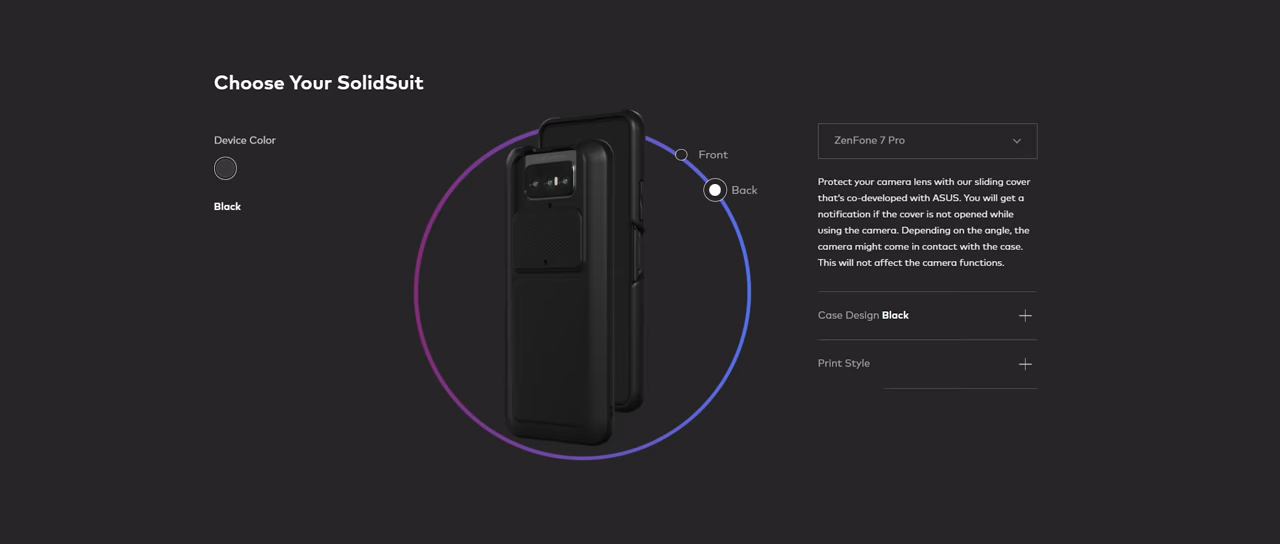 Choose Your SolidSuit
Device Color
Black
Front
Back
ZenFone 7 Pro
Protect your camera lens with our sliding cover
that's co-developed with ASUS. You will get a
notification if the cover is not opened while
using the camera. Depending on the angle, the
camera might come in contact with the case.
This will not affect the camera functions.
Case Design Black
Print Style